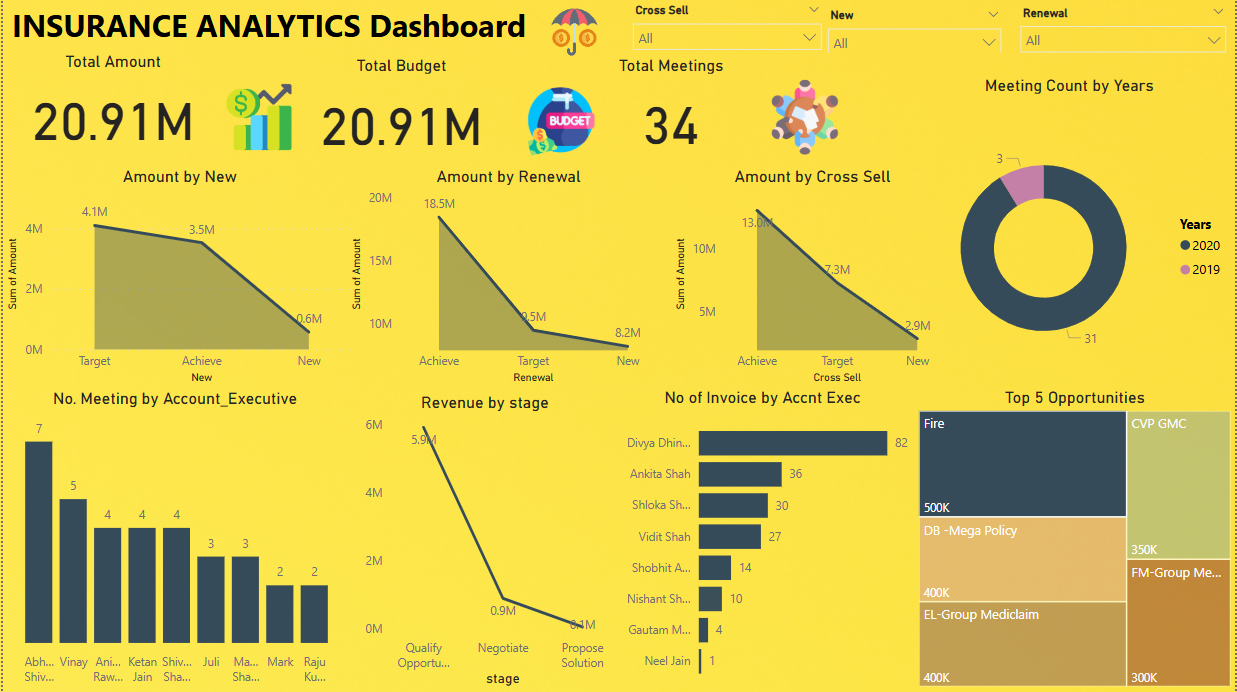 INSURANCE ANALYTICS Dashboard
Cross Sell
All
New
All
Renewal
All
Total Amount
20.91M
Total Budget
20.91M
BUDGET
Total Meetings
34
Meeting Count by Years
3
31
Years
2020
2019
Amount by New
Sum of Amount
4M
2M
0M
4.1M
3.5M
0.6M
Target
Achieve
New
New
Amount by Renewal
Sum of Amount
20M
15M
10M
18.5M
9.5M
8.2M
Achieve
Target
New
Renewal
Amount by Cross Sell
Sum of Amount
10M
5M
13.0M
7.3M
2.9M
Achieve
Target
New
Cross Sell
No. Meeting by Account_Executive
7
5
4
4
4
3
3
2
2
Abh...
Shiv...
Vinay
Ani...
Raw...
Ketan
Jain
Shiv...
Sha...
Juli
Ma...
Sha...
Mark
Raju
Ku...
Revenue by stage
6M
4M
2M
0M
5.9M
0.9M
0.1M
Qualify
Opportu...
Negotiate
Propose
Solution
stage
No of Invoice by Accnt Exec
Divya Dhin...
82
Ankita Shah
36
Shloka Sh...
30
Vidit Shah
27
Shobhit A...
14
Nishant Sh...
10
Gautam M...
4
Neel Jain
1
Top 5 Opportunities
Fire
500K
DB -Mega Policy
400K
EL-Group Mediclaim
400K
CVP GMC
350K
FM-Group Me...
300K